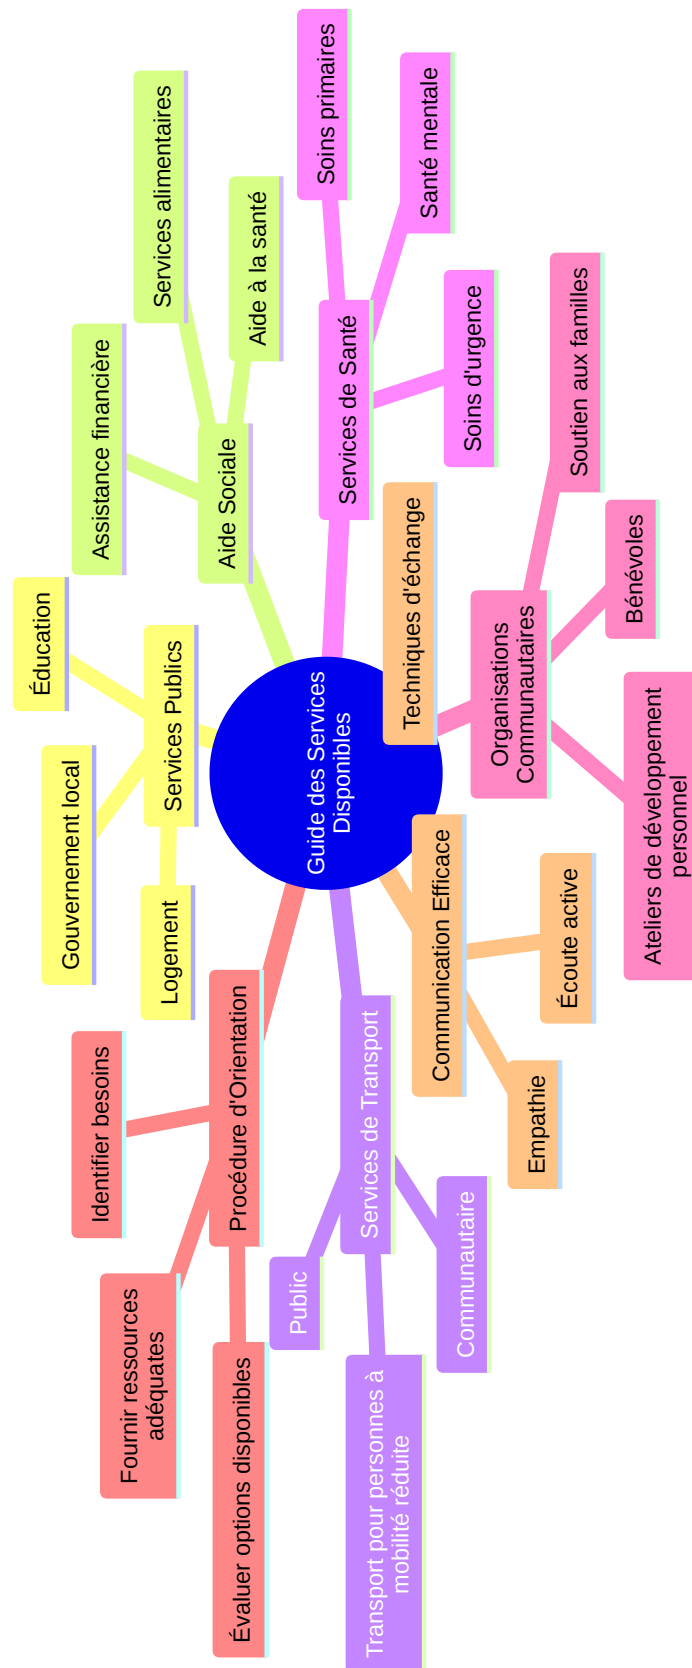 Guide des Services
Disponibles
Services Publics
Éducation
Gouvernement local
Logement
Aide Sociale
Assistance financière
Services alimentaires
Aide à la santé
Services de Santé
Soins primaires
Santé mentale
Soins d'urgence
Organisations
Communautaires
Soutien aux familles
Bénévoles
Ateliers de développement
personnel
Communication Efficace
Techniques d'échange
Écoute active
Empathie
Services de Transport
Public
Transport pour personnes à
mobilité réduite
Communautaire
Procédure d'Orientation
Identifier besoins
Fournir ressources
adéquates
Évaluer options disponibles